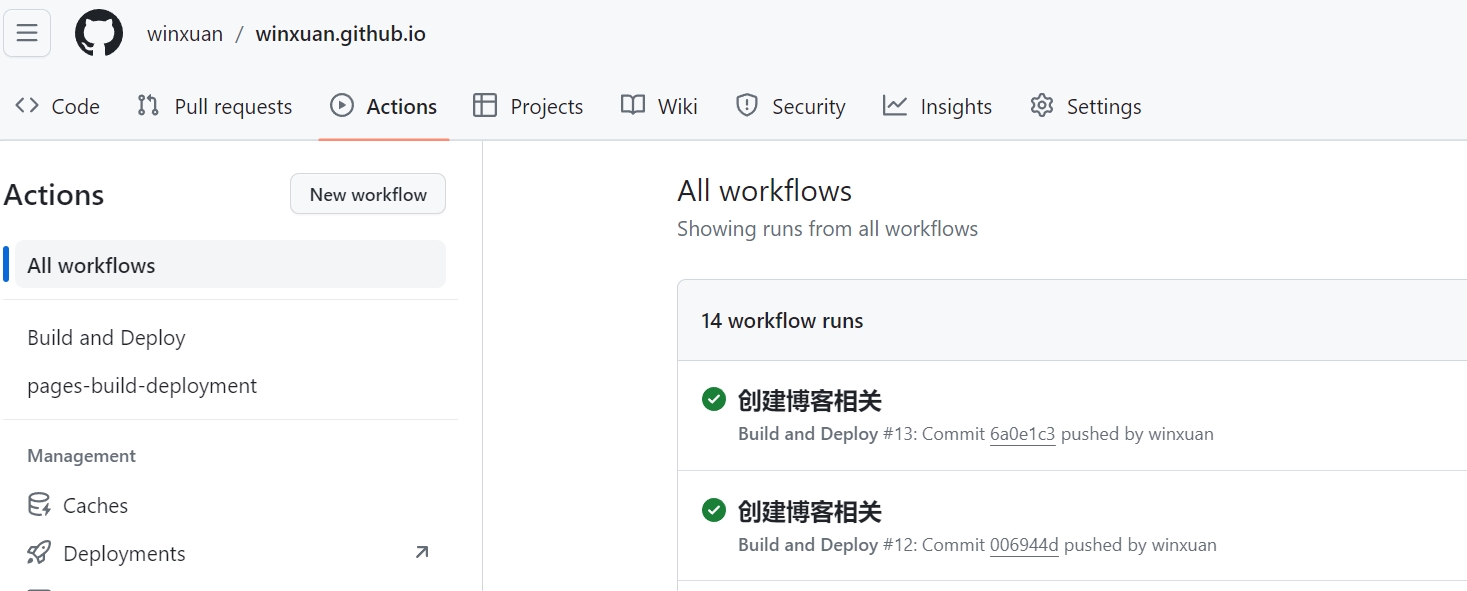 winxuan / winxuan.github.io
Code Pull requests Actions Projects Wiki Security Insights Settings
Actions
New workflow
All workflows
Build and Deploy
pages-build-deployment
Management
Caches
Deployments
All workflows
Showing runs from all workflows
14 workflow runs
创建博客相关
Build and Deploy #13: Commit 6a0e1c3 pushed by winxuan
创建博客相关
Build and Deploy #12: Commit 006944d pushed by winxuan